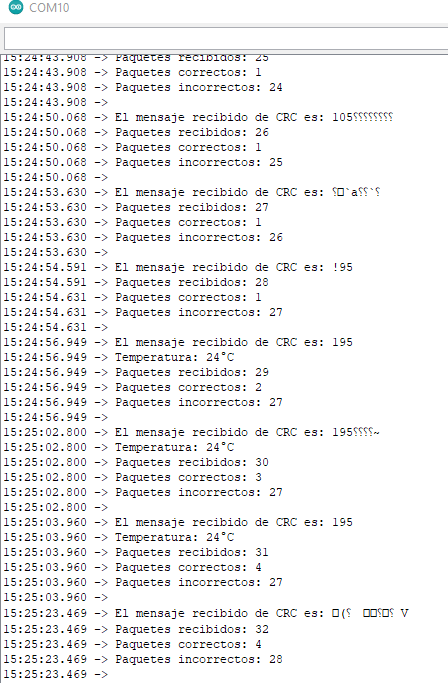 COM10
15:24:43.908 -> Paquetes recibidos: 25
15:24:43.908 -> Paquetes correctos: 1
15:24:43.908 -> Paquetes incorrectos: 24
15:24:43.908 ->
15:24:50.068 -> El mensaje recibido de CRC es: 105⸮⸮⸮⸮⸮⸮⸮⸮
15:24:50.068 -> Paquetes recibidos: 26
15:24:50.068 -> Paquetes correctos: 1
15:24:50.068 -> Paquetes incorrectos: 25
15:24:50.068 ->
15:24:53.630 -> El mensaje recibido de CRC es: ⸮□`a⸮⸮`⸮
15:24:53.630 -> Paquetes recibidos: 27
15:24:53.630 -> Paquetes correctos: 1
15:24:53.630 -> Paquetes incorrectos: 26
15:24:53.630 ->
15:24:54.591 -> El mensaje recibido de CRC es: !95
15:24:54.591 -> Paquetes recibidos: 28
15:24:54.631 -> Paquetes correctos: 1
15:24:54.631 -> Paquetes incorrectos: 27
15:24:54.631 ->
15:24:56.949 -> El mensaje recibido de CRC es: 195
15:24:56.949 -> Temperatura: 24°C
15:24:56.949 -> Paquetes recibidos: 29
15:24:56.949 -> Paquetes correctos: 2
15:24:56.949 -> Paquetes incorrectos: 27
15:24:56.949 ->
15:25:02.800 -> El mensaje recibido de CRC es: 195⸮⸮⸮⸮~
15:25:02.800 -> Temperatura: 24°C
15:25:02.800 -> Paquetes recibidos: 30
15:25:02.800 -> Paquetes correctos: 3
15:25:02.800 -> Paquetes incorrectos: 27
15:25:02.800 ->
15:25:03.960 -> El mensaje recibido de CRC es: 195
15:25:03.960 -> Temperatura: 24°C
15:25:03.960 -> Paquetes recibidos: 31
15:25:03.960 -> Paquetes correctos: 4
15:25:03.960 -> Paquetes incorrectos: 27
15:25:03.960 ->
15:25:23.469 -> El mensaje recibido de CRC es: □(⸮ □□⸮□⸮ V
15:25:23.469 -> Paquetes recibidos: 32
15:25:23.469 -> Paquetes correctos: 4
15:25:23.469 -> Paquetes incorrectos: 28
15:25:23.469 ->